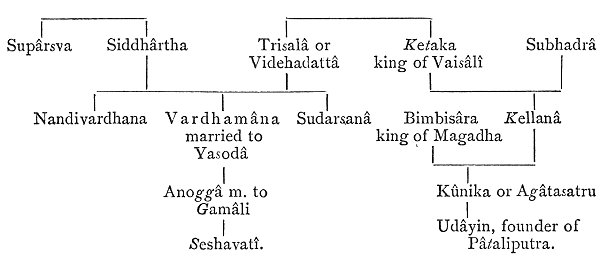 Supârsva Siddhârtha Trisalâ or Ketaka Subhadrâ
Videhadattâ king of Vaisâlî
Nandivardhana Vardhamâna Sudarsanâ Bimbisâra Kellanâ
married to king of Magadha
Yasodâ
Anoggâ m. to Kûnika or Agâtasatru
Gamâli
Udâyin, founder of
Seshavatî. Pâtaliputra.